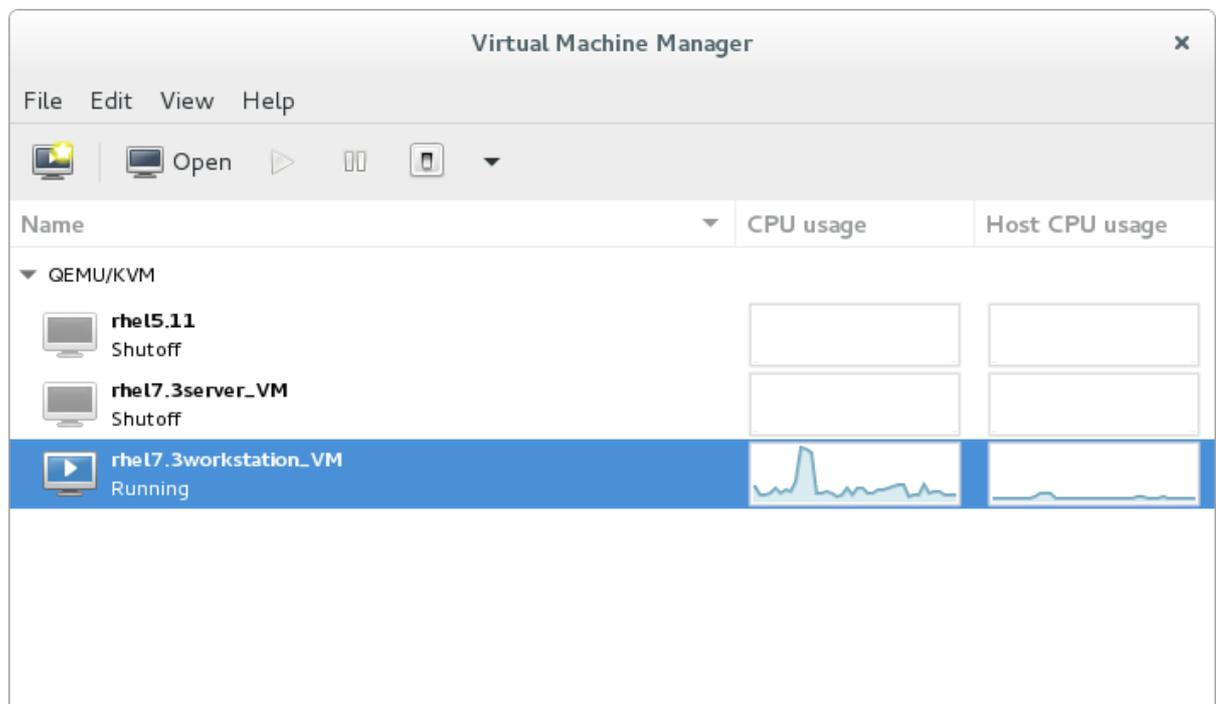 Virtual Machine Manager
File Edit View Help
Open
Name CPU usage Host CPU usage
QEMU/KVM
rhel5.11
Shutoff
rhel7.3server_VM
Shutoff
rhel7.3workstation_VM
Running